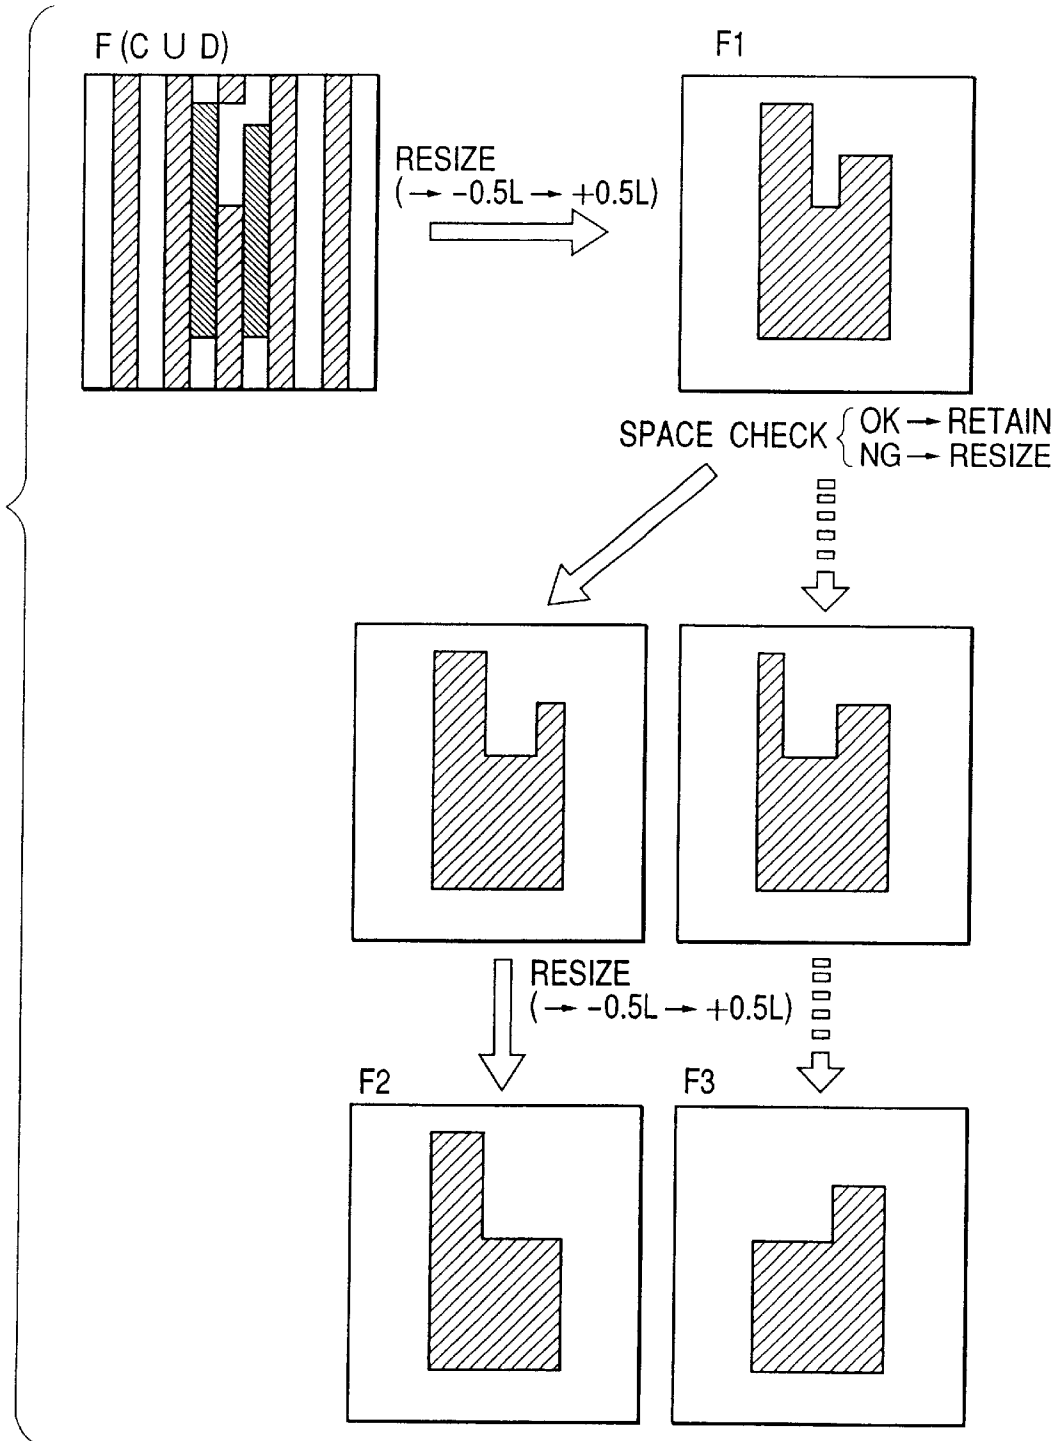 F (C ∪ D)
F1
RESIZE
(→ -0.5L → +0.5L)
SPACE CHECK { OK → RETAIN
NG → RESIZE
RESIZE
(→ -0.5L → +0.5L)
F2
F3